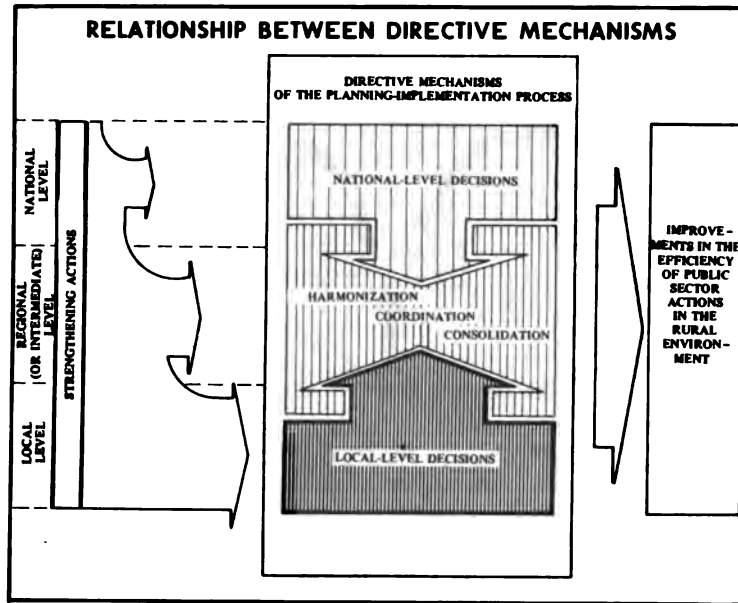 RELATIONSHIP BETWEEN DIRECTIVE MECHANISMS
DIRECTIVE MECHANISMS
OF THE PLANNING-IMPLEMENTATION PROCESS
NATIONAL
LEVEL
REGIONAL
(OR INTERMEDIATE)
LEVEL
LOCAL
LEVEL
STRENGTHENING ACTIONS
NATIONAL-LEVEL DECISIONS
HARMONIZATION
COORDINATION
CONSOLIDATION
LOCAL-LEVEL DECISIONS
IMPROVE-
MENTS IN THE
EFFICIENCY
OF PUBLIC
SECTOR
ACTIONS
IN THE
RURAL
ENVIRON-
MENT